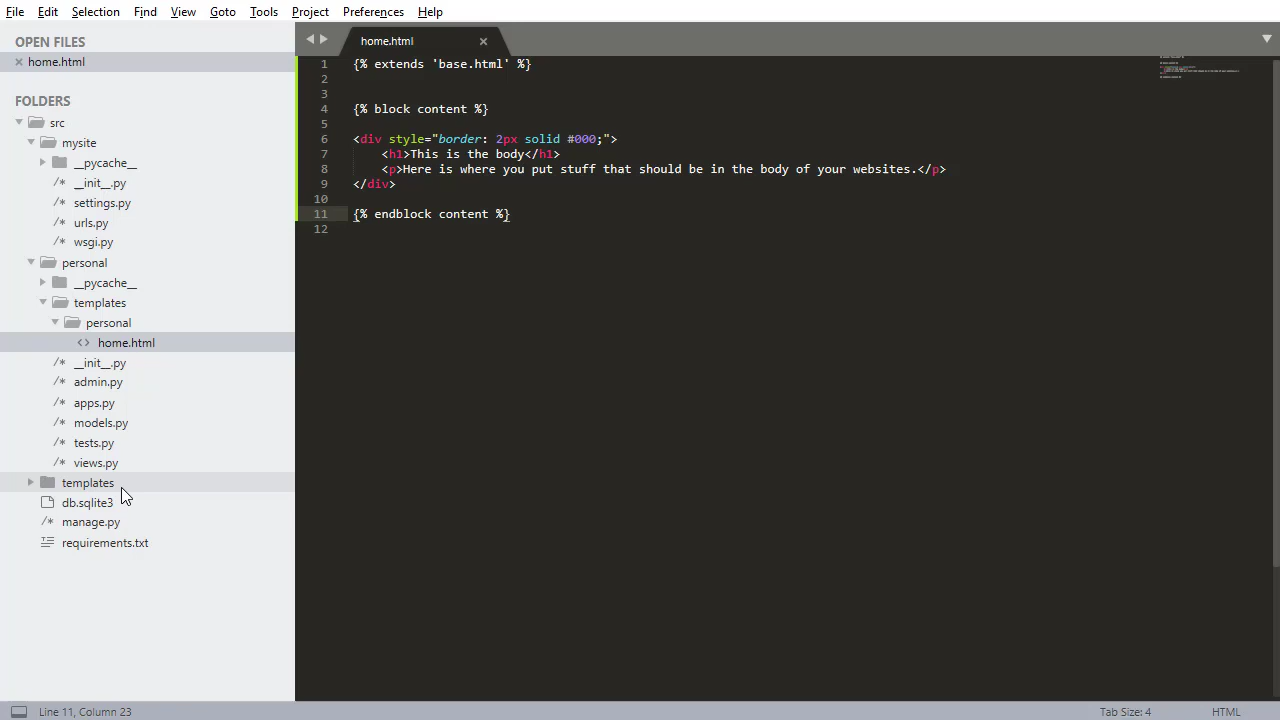 File Edit Selection Find View Goto Tools Project Preferences Help
OPEN FILES
home.html
FOLDERS
src
mysite
__pycache__
__init__.py
settings.py
urls.py
wsgi.py
personal
__pycache__
templates
personal
home.html
__init__.py
admin.py
apps.py
models.py
tests.py
views.py
templates
db.sqlite3
manage.py
requirements.txt
home.html
1 {% extends 'base.html' %}
2
3
4 {% block content %}
5
6 <div style="border: 2px solid #000;">
7 <h1>This is the body</h1>
8 <p>Here is where you put stuff that should be in the body of your websites.</p>
9 </div>
10
11 {% endblock content %}
12
Line 11, Column 23 Tab Size: 4 HTML